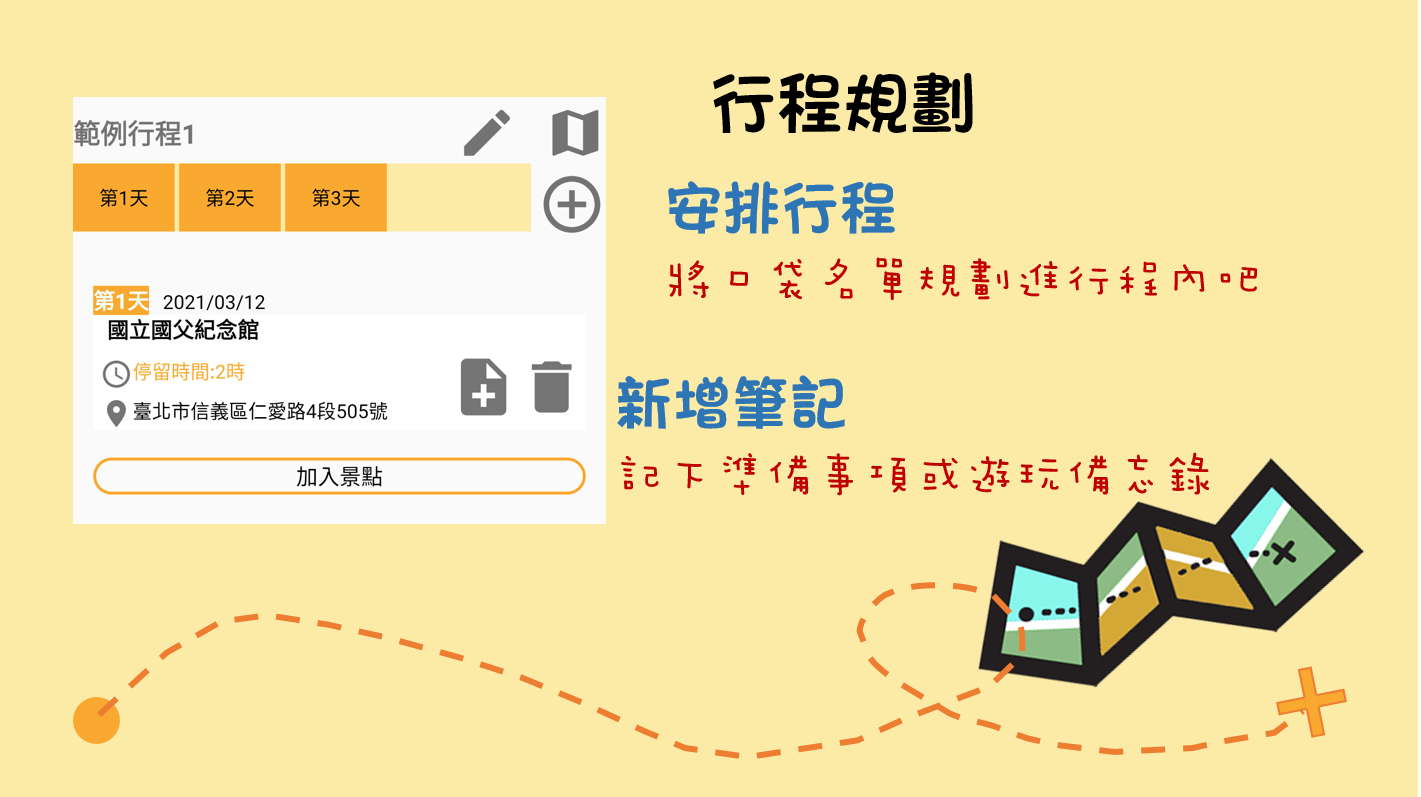 範例行程1
第1天 第2天 第3天
第1天 2021/03/12
國立國父紀念館
停留時間:2時
臺北市信義區仁愛路4段505號
加入景點
行程規劃
安排行程
將口袋名單規劃進行程內吧
新增筆記
記下準備事項或遊玩備忘錄